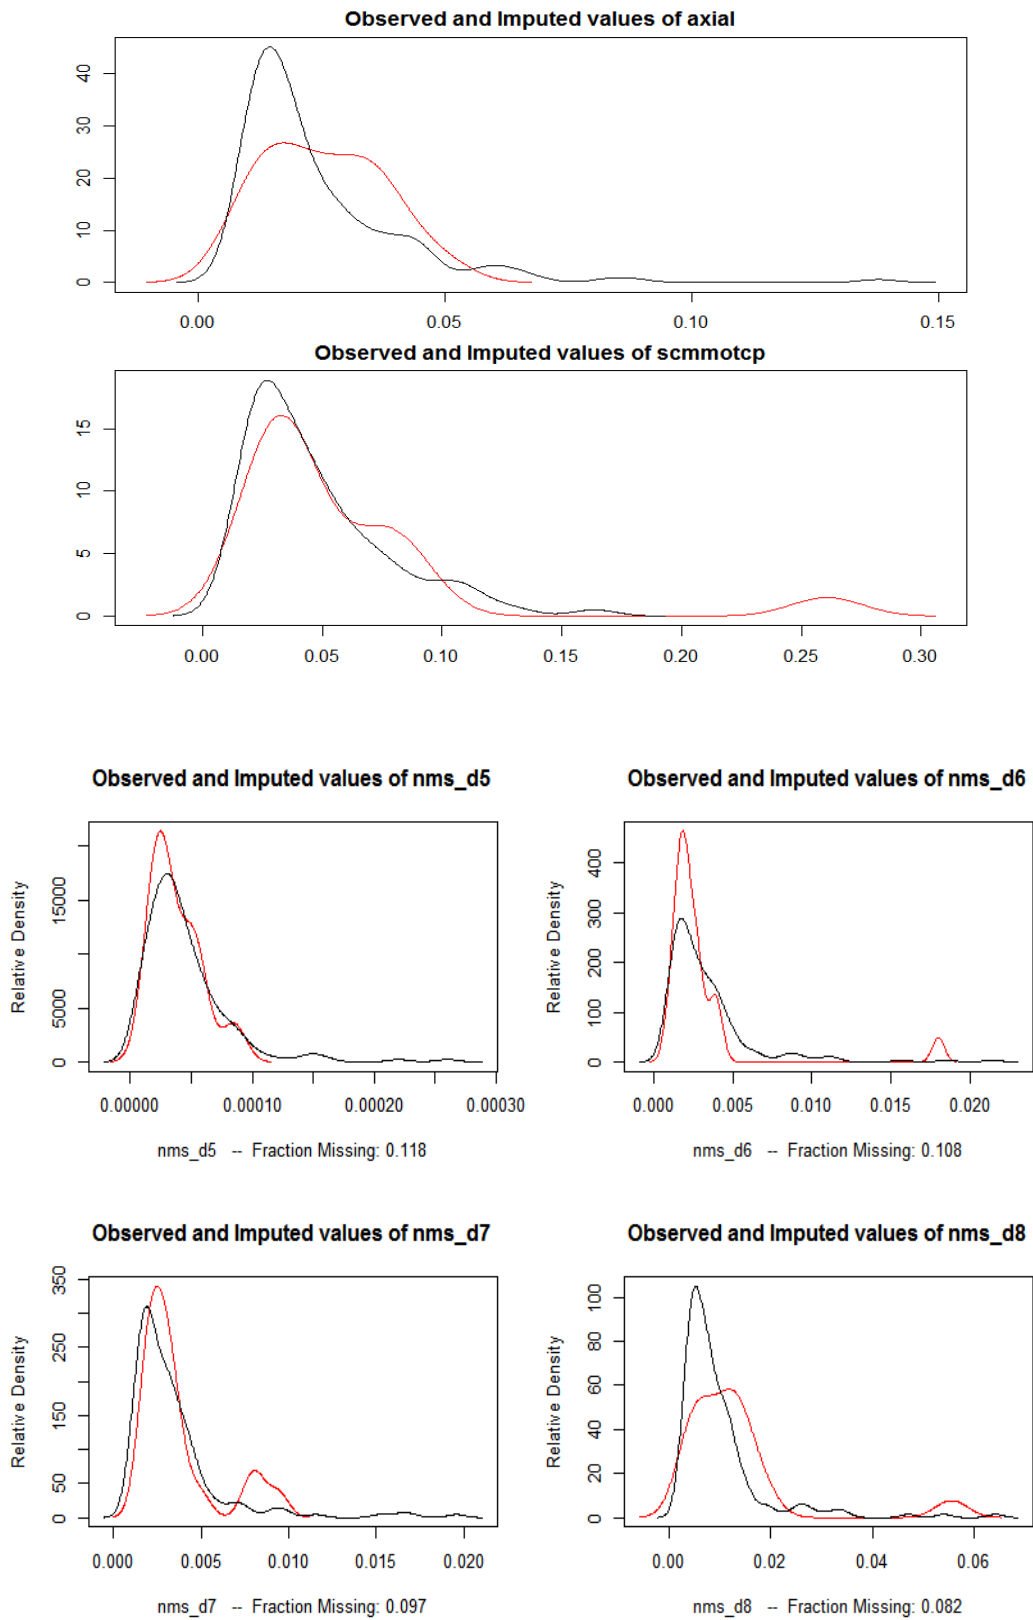 Observed and Imputed values of axial
40
30
20
10
0
0.00 0.05 0.10 0.15
Observed and Imputed values of scmmotcp
15
10
5
0
0.00 0.05 0.10 0.15 0.20 0.25 0.30
Observed and Imputed values of nms_d5
Relative Density
15000
5000
0
0.00000 0.00010 0.00020 0.00030
nms_d5 -- Fraction Missing: 0.118
Observed and Imputed values of nms_d6
Relative Density
400
300
200
100
0
0.000 0.005 0.010 0.015 0.020
nms_d6 -- Fraction Missing: 0.108
Observed and Imputed values of nms_d7
Relative Density
350
250
150
50
0
0.000 0.005 0.010 0.015 0.020
nms_d7 -- Fraction Missing: 0.097
Observed and Imputed values of nms_d8
Relative Density
100
80
60
40
20
0
0.00 0.02 0.04 0.06
nms_d8 -- Fraction Missing: 0.082